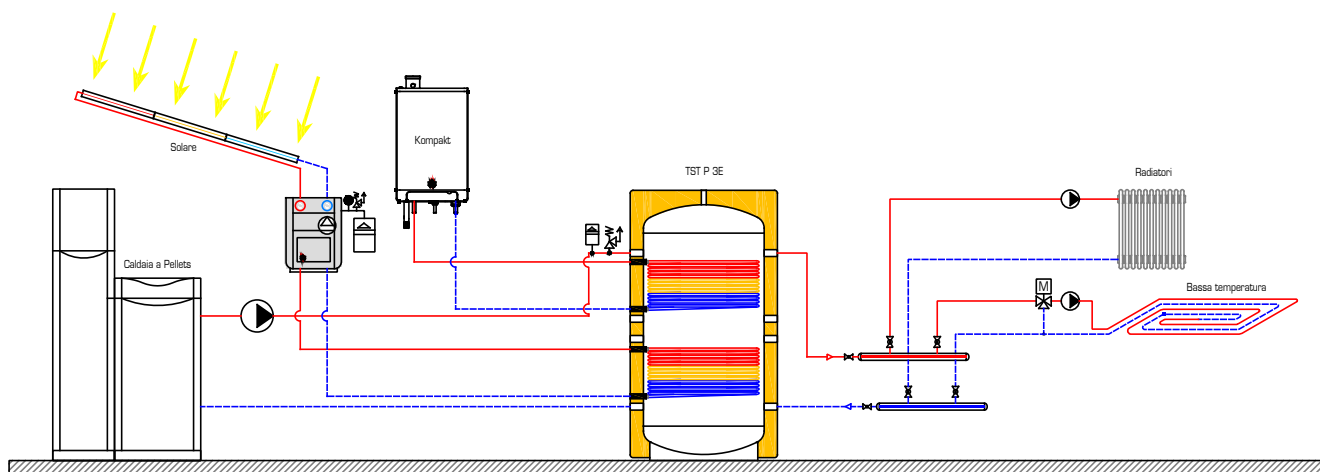 Solare
Kompakt
TST P 3E
Radiatori
Caldaia a Pellets
M
Bassa temperatura